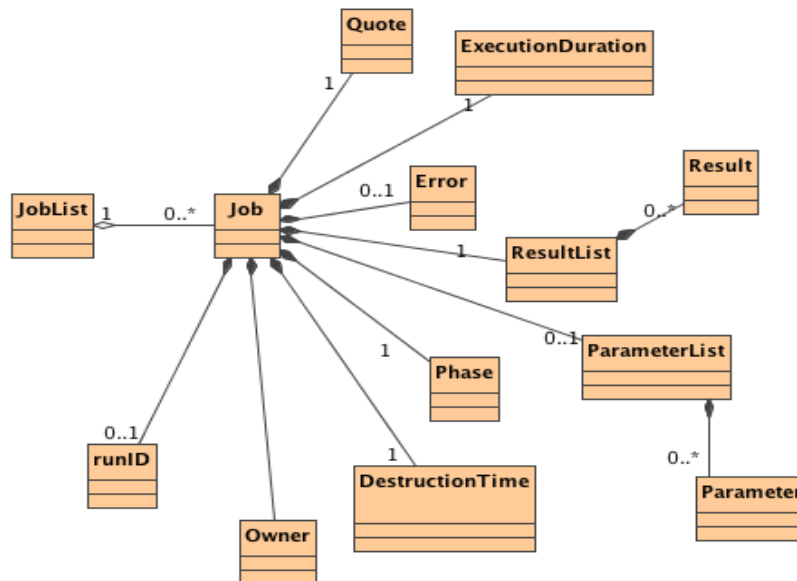 Quote
ExecutionDuration
1
1
Error
0..1
Result
0..*
JobList
1
0..*
Job
ResultList
1
ParameterList
0..1
Phase
1
runID
0..1
DestructionTime
1
0..*
Parameter
Owner